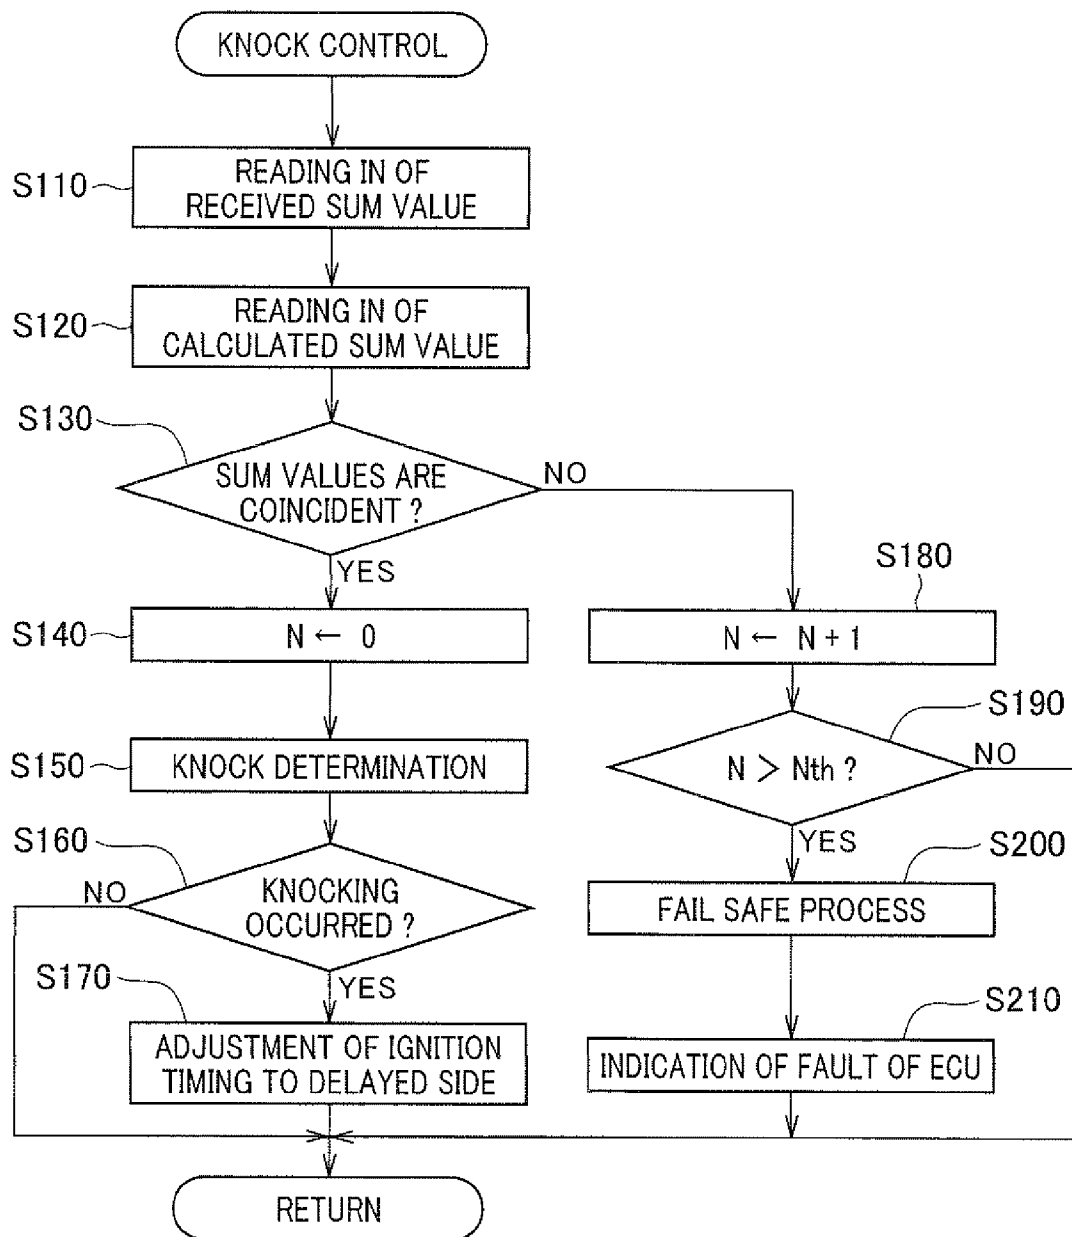 KNOCK CONTROL
S110
READING IN OF
RECEIVED SUM VALUE
S120
READING IN OF
CALCULATED SUM VALUE
S130
SUM VALUES ARE
COINCIDENT ?
NO
YES
S140
N ← 0
S180
N ← N + 1
S150
KNOCK DETERMINATION
S190
N > Nth ?
NO
YES
S160
KNOCKING
OCCURRED ?
NO
YES
S200
FAIL SAFE PROCESS
S170
ADJUSTMENT OF IGNITION
TIMING TO DELAYED SIDE
S210
INDICATION OF FAULT OF ECU
RETURN